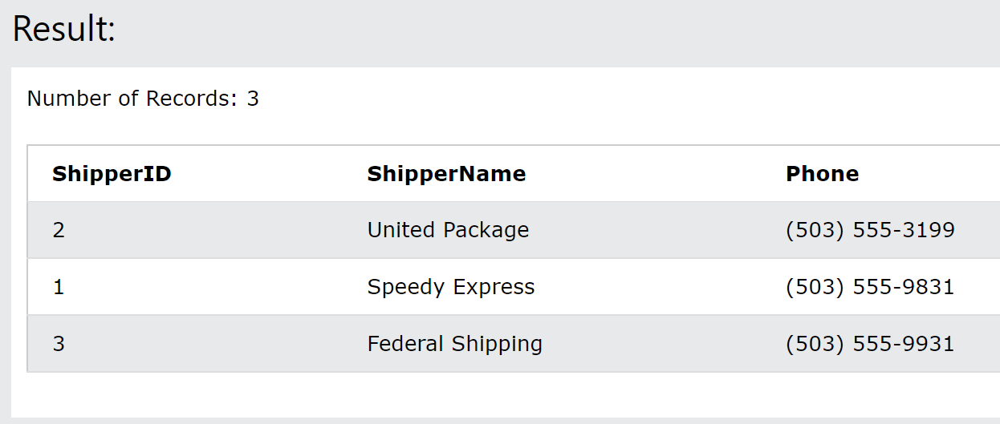 Result:
Number of Records: 3
ShipperID ShipperName Phone
2 United Package (503) 555-3199
1 Speedy Express (503) 555-9831
3 Federal Shipping (503) 555-9931